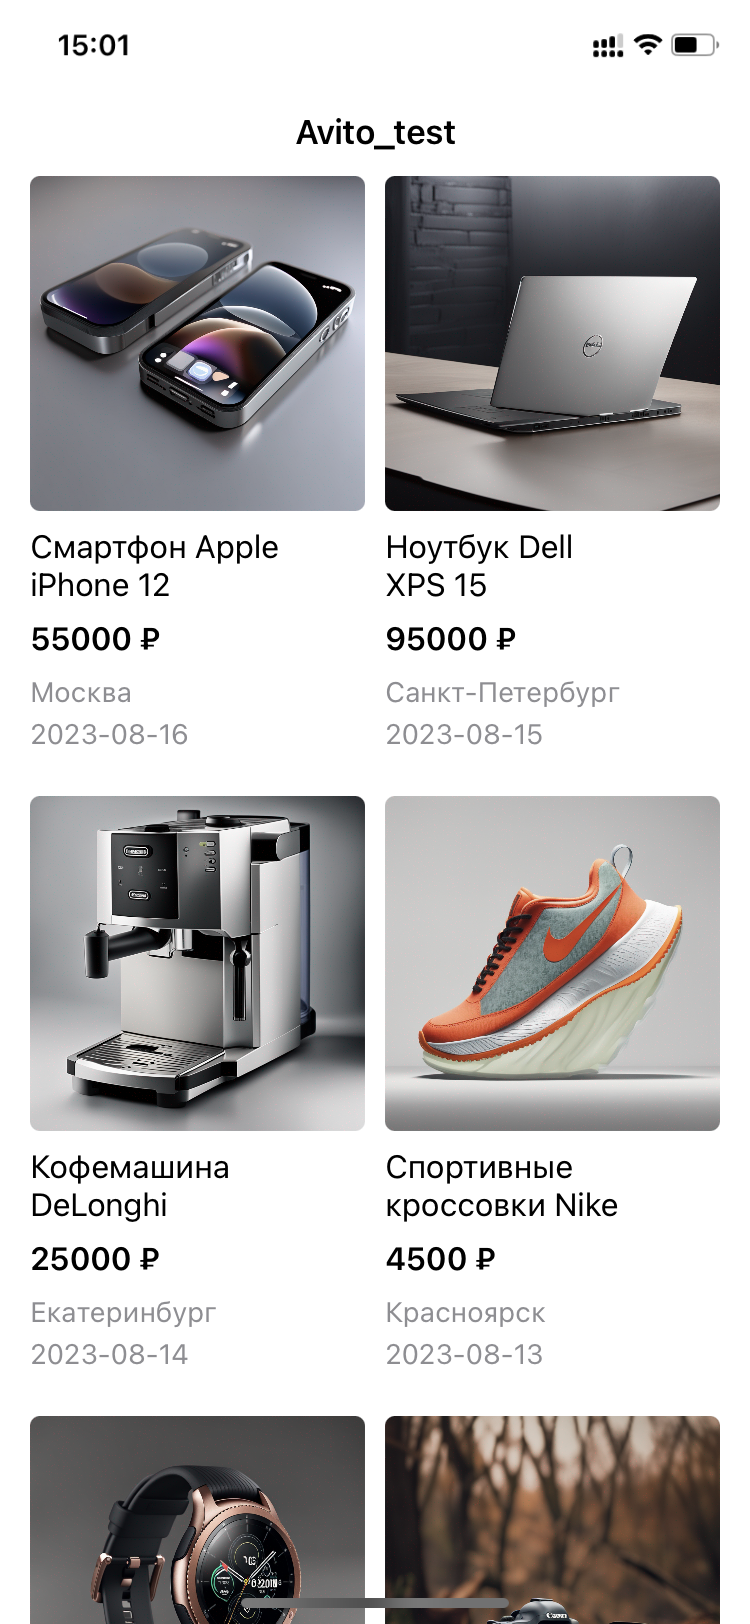 15:01
Avito_test
DELL
Смартфон Apple
iPhone 12
55000 ₽
Москва
2023-08-16
Ноутбук Dell
XPS 15
95000 ₽
Санкт-Петербург
2023-08-15
Кофемашина
DeLonghi
25000 ₽
Екатеринбург
2023-08-14
Спортивные
кроссовки Nike
4500 ₽
Красноярск
2023-08-13